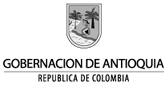 GOBERNACION DE ANTIOQUIA
REPUBLICA DE COLOMBIA